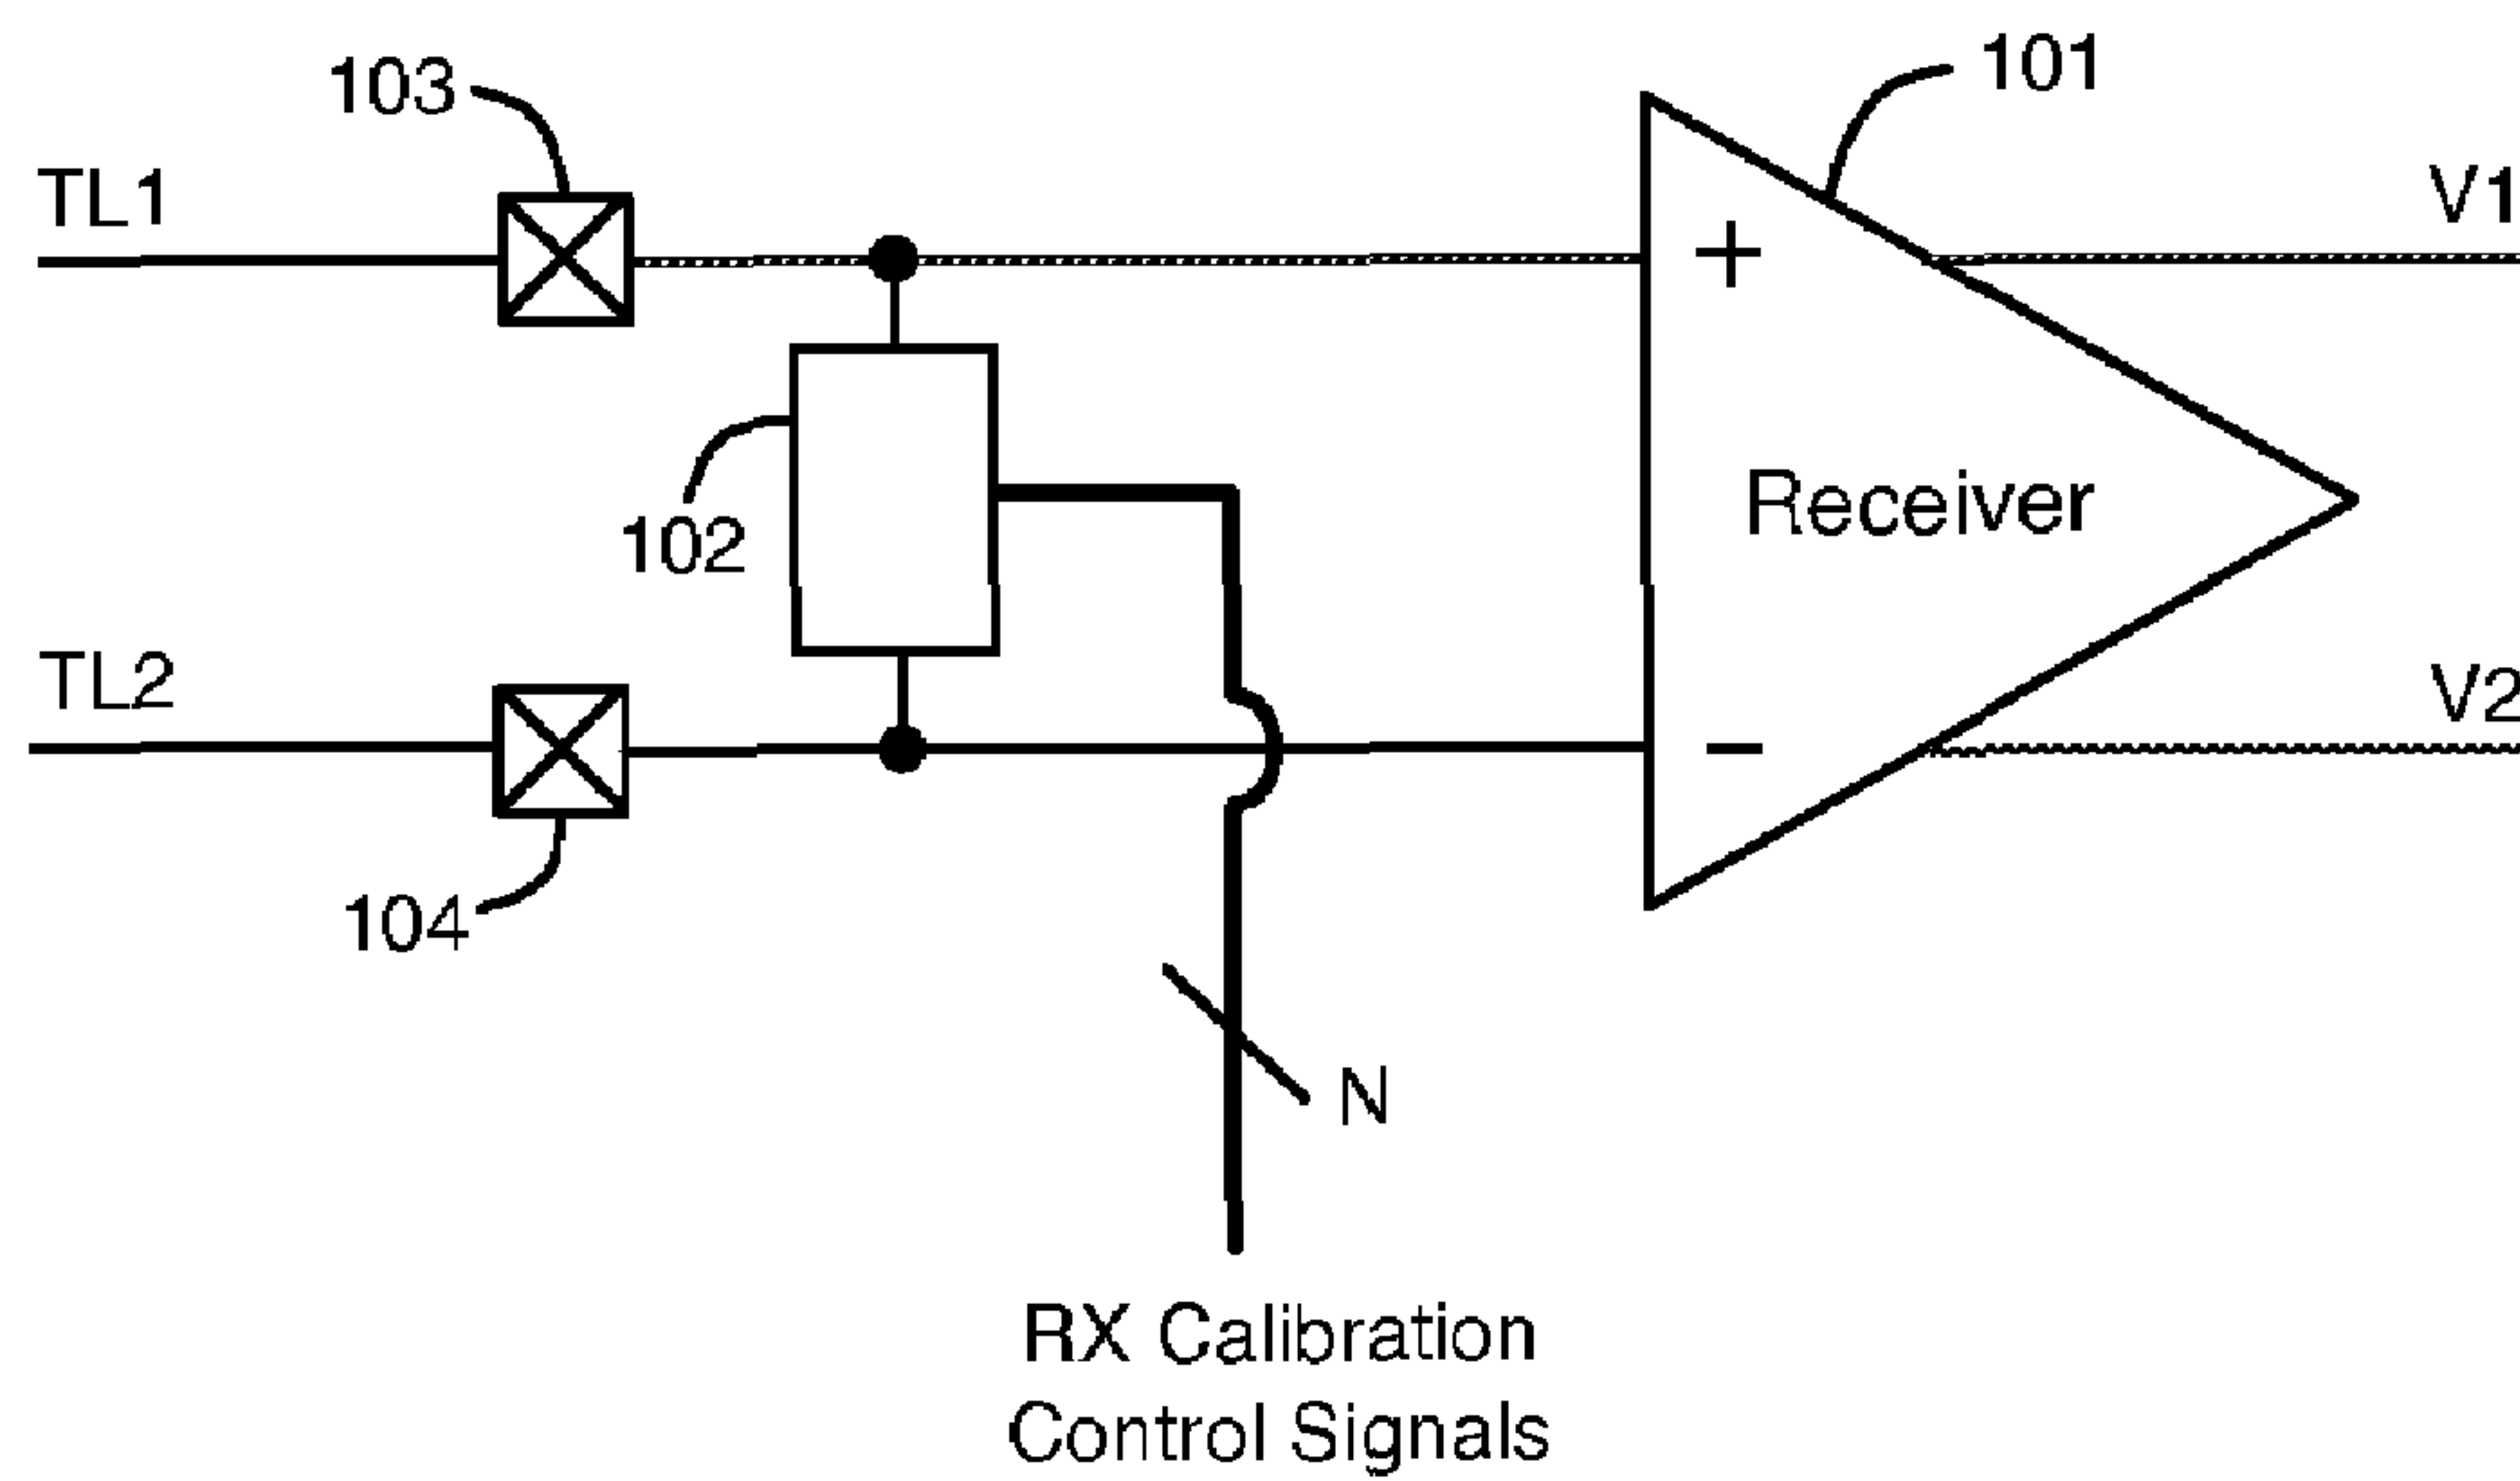 103
101
TL1
V1
+
102
Receiver
TL2
V2
−
104
N
RX Calibration
Control Signals